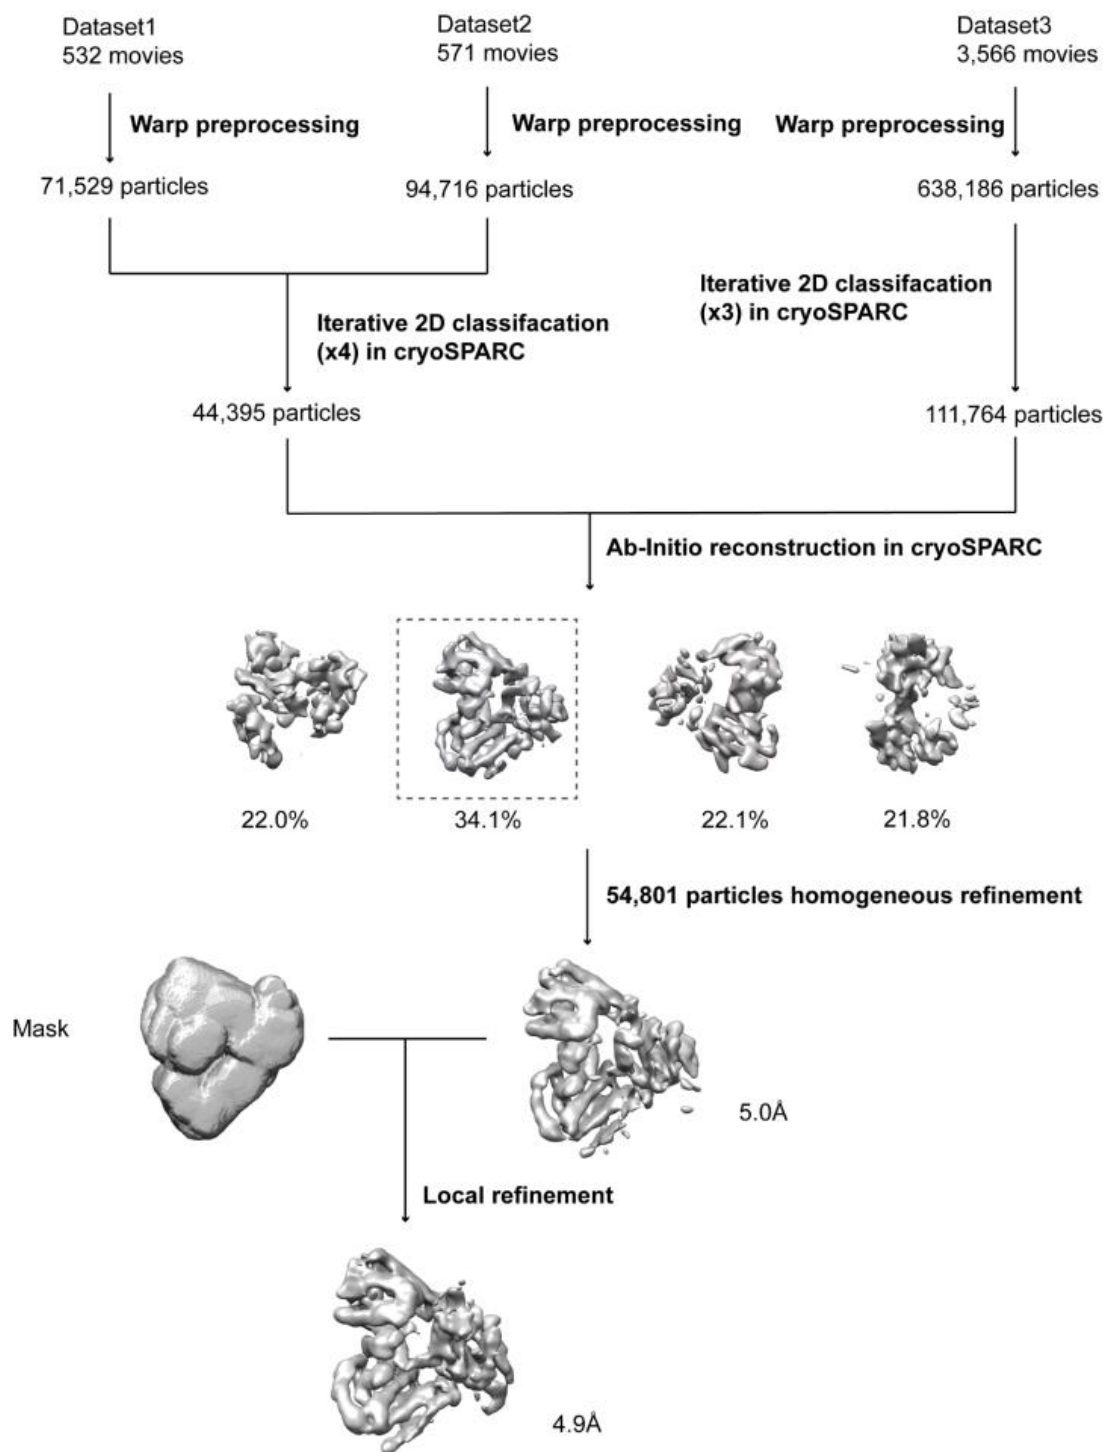 Dataset1
532 movies
Dataset2
571 movies
Dataset3
3,566 movies
Warp preprocessing
Warp preprocessing
Warp preprocessing
71,529 particles
94,716 particles
638,186 particles
Iterative 2D classifacation
(x4) in cryoSPARC
Iterative 2D classifacation
(x3) in cryoSPARC
44,395 particles
111,764 particles
Ab-Initio reconstruction in cryoSPARC
22.0%
34.1%
22.1%
21.8%
54,801 particles homogeneous refinement
Mask
5.0Å
Local refinement
4.9Å